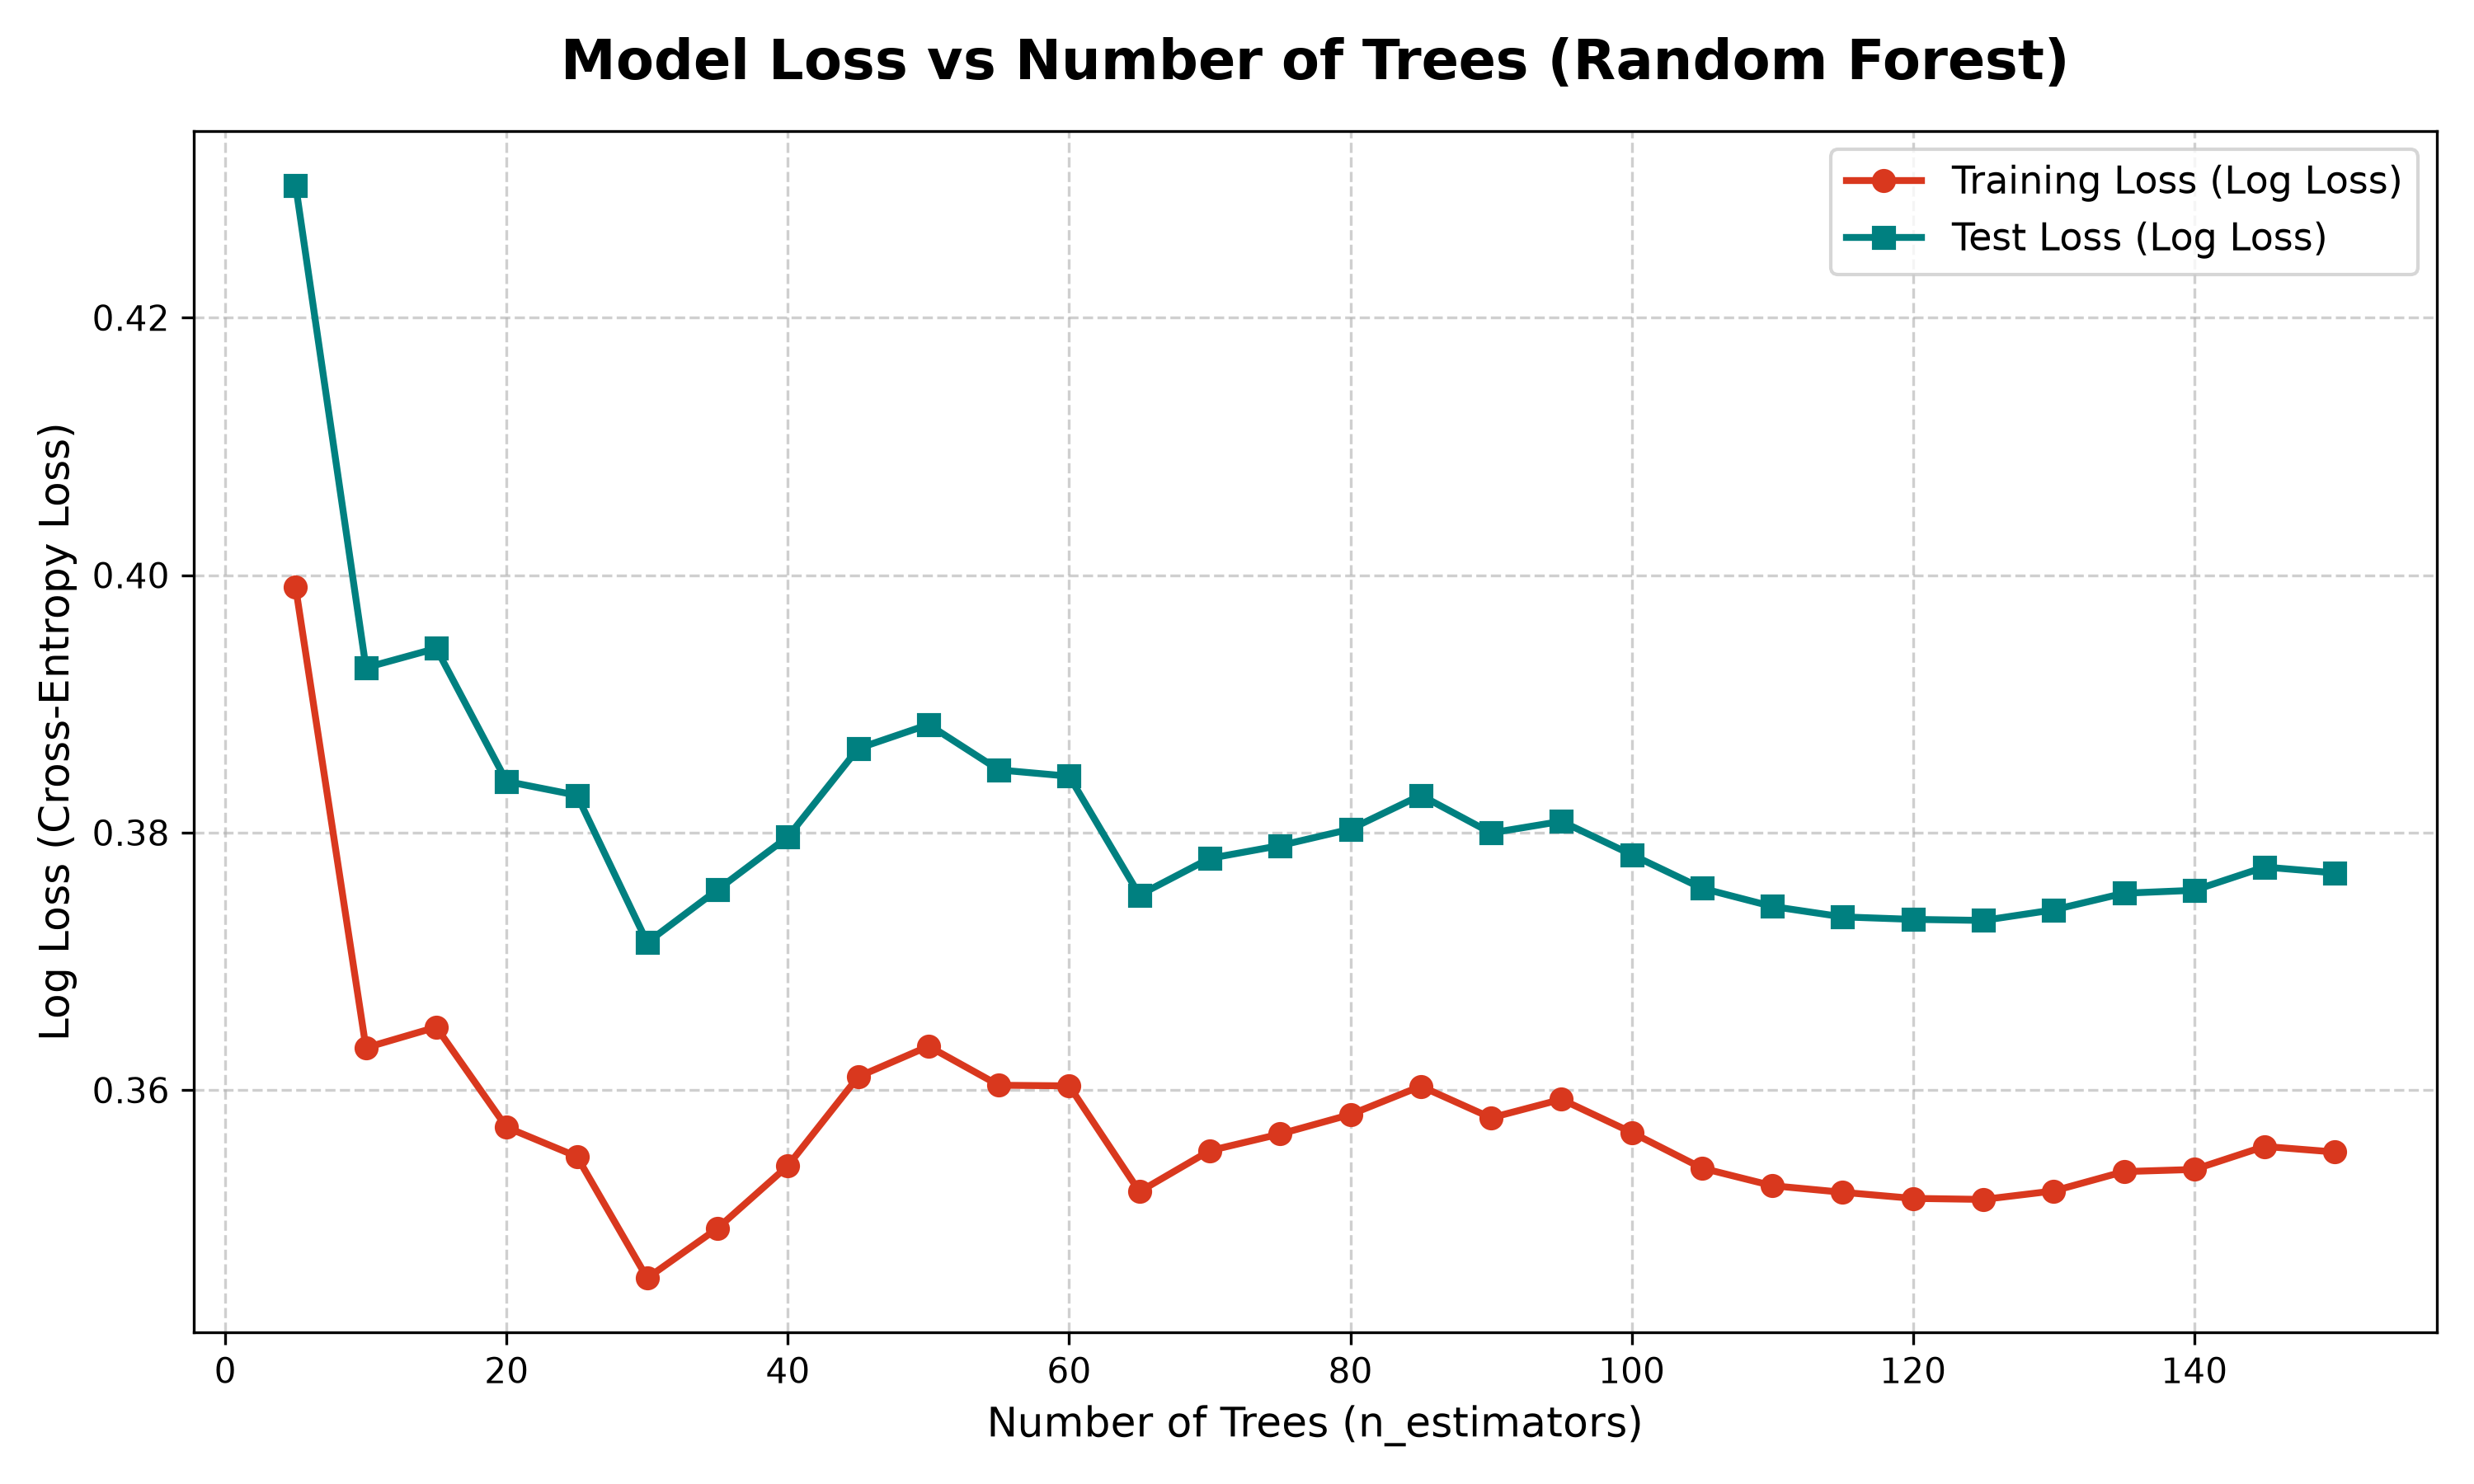 Model Loss vs Number of Trees (Random Forest)
Training Loss (Log Loss)
Test Loss (Log Loss)
Log Loss (Cross-Entropy Loss)
0.42
0.40
0.38
0.36
0 20 40 60 80 100 120 140
Number of Trees (n_estimators)